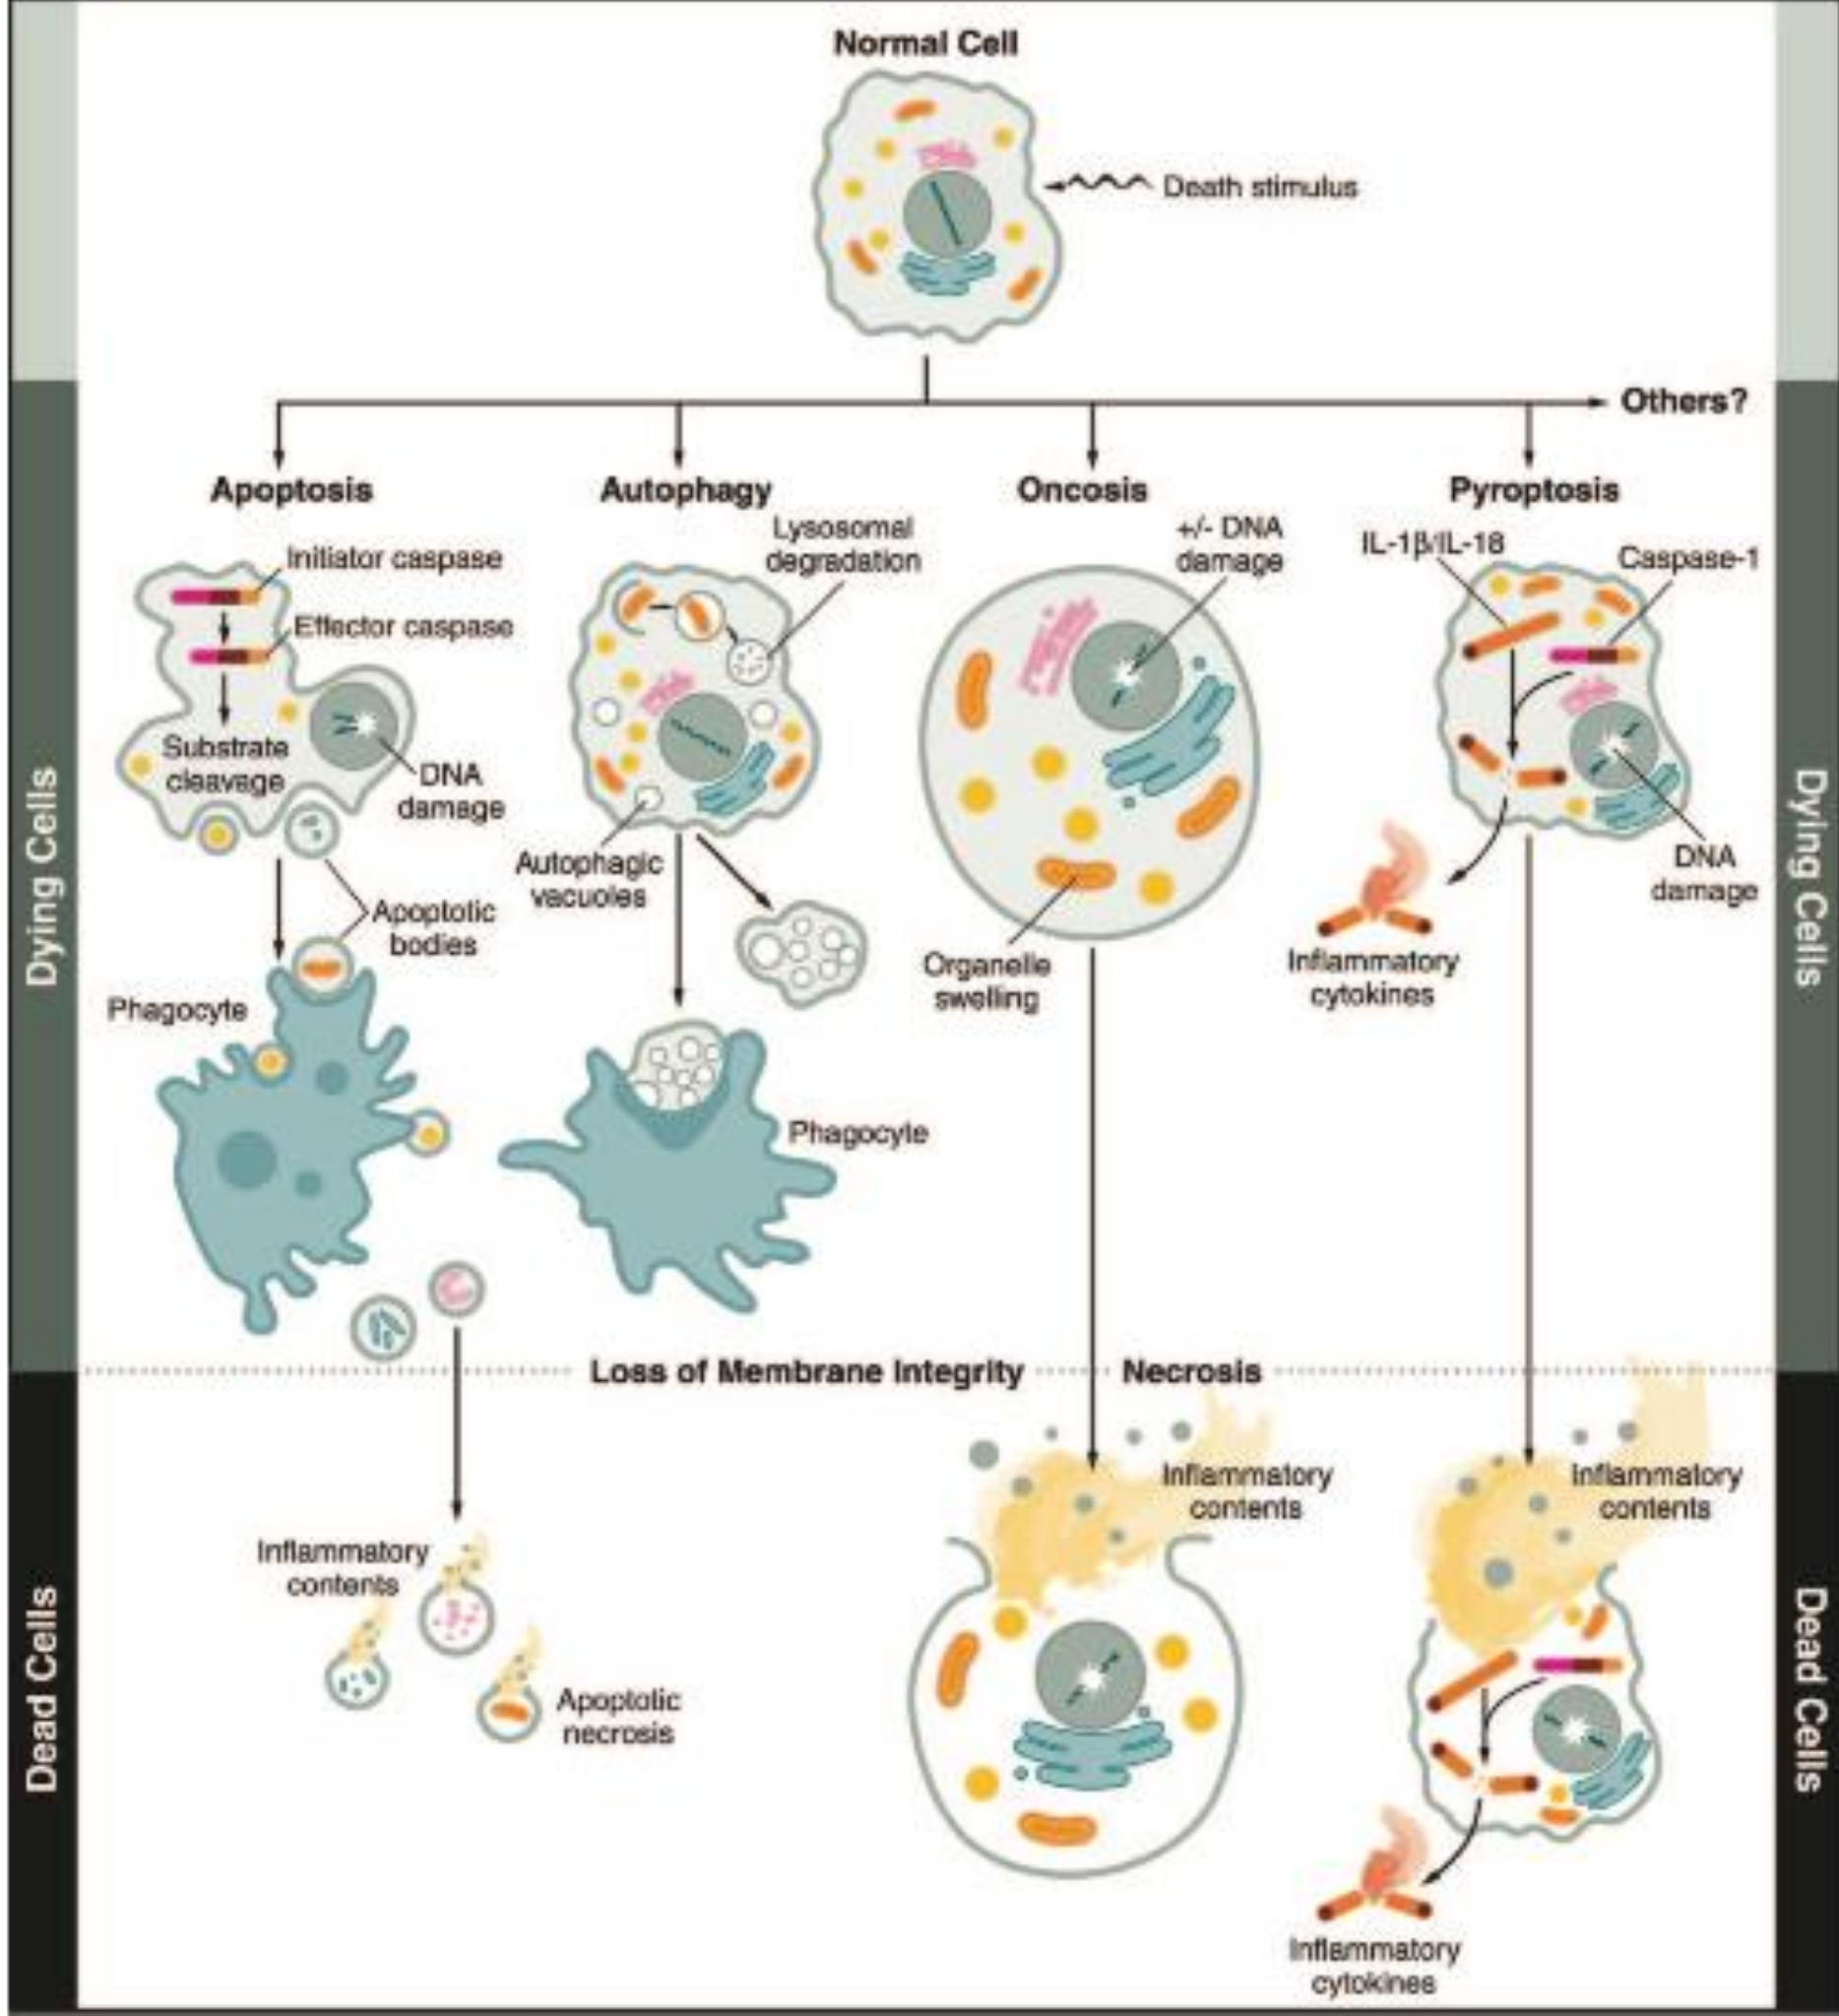 Normal Cell
Death stimulus
Others?
Apoptosis
Autophagy
Oncosis
Pyroptosis
Initiator caspase
Effector caspase
Substrate
cleavage
DNA
damage
Apoptotic
bodies
Phagocyte
Lysosomal
degradation
Autophagic
vacuoles
Phagocyte
+/- DNA
damage
Organelle
swelling
IL-1β/IL-18
Caspase-1
DNA
damage
Inflammatory
cytokines
Dying Cells
Dying Cells
Loss of Membrane Integrity
Necrosis
Inflammatory
contents
Apoptotic
necrosis
Inflammatory
contents
Inflammatory
contents
Inflammatory
cytokines
Dead Cells
Dead Cells